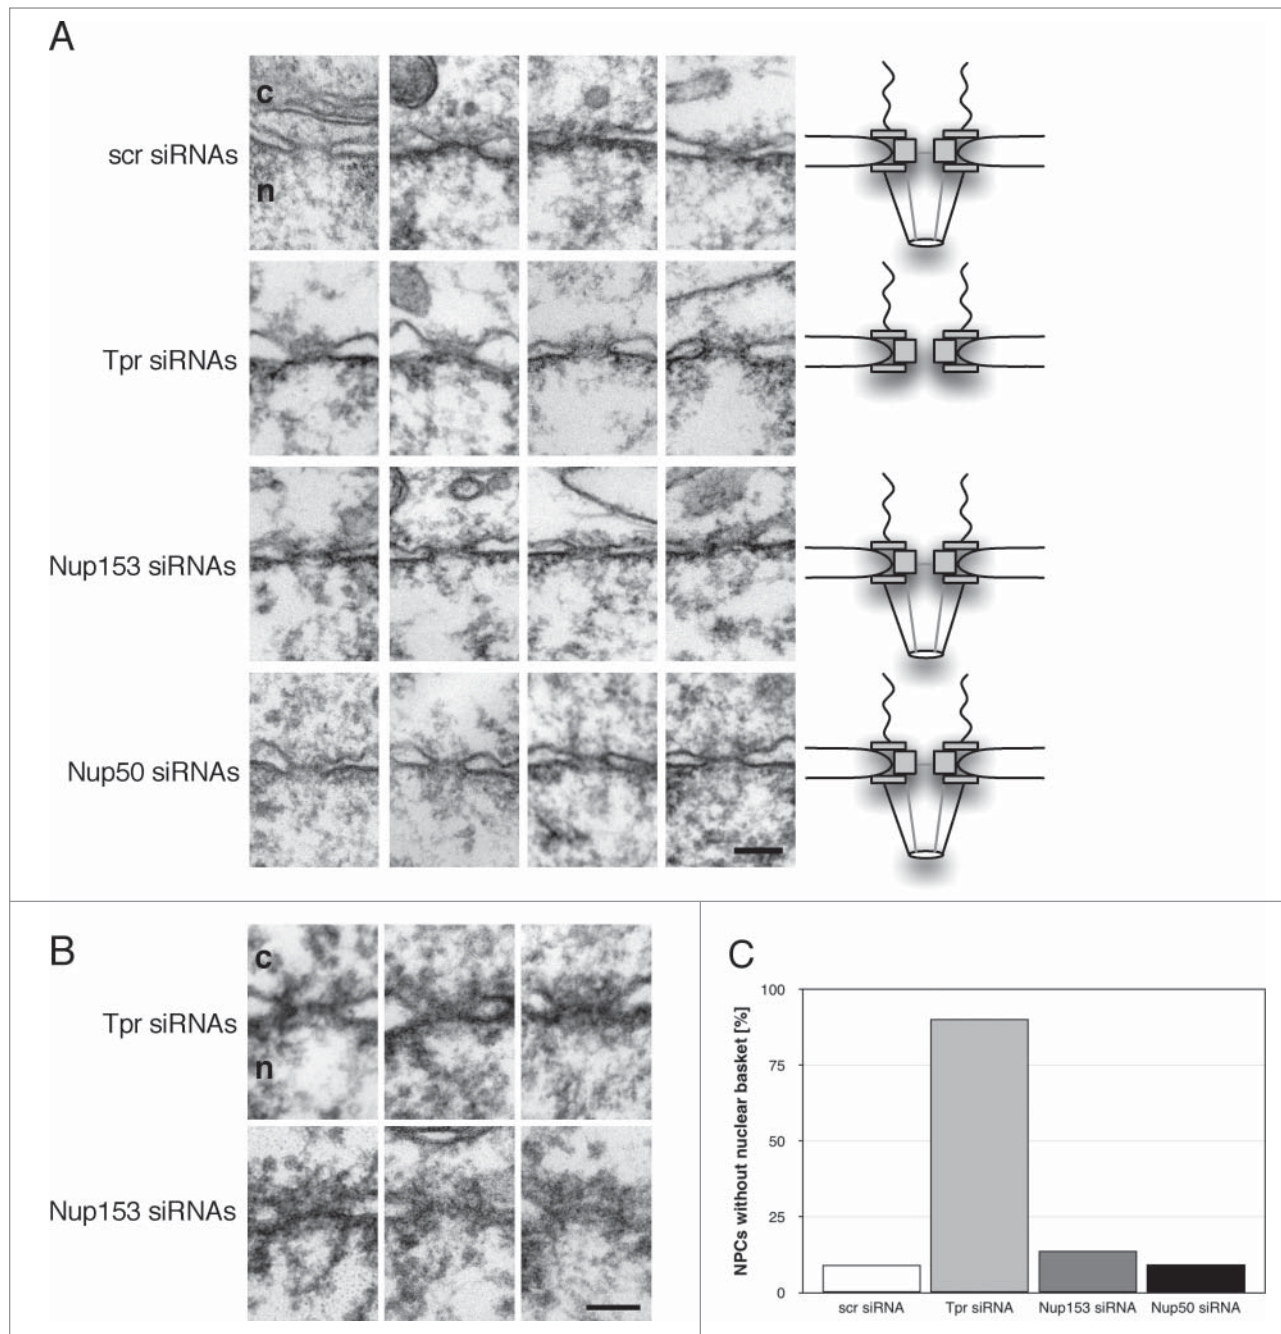 A
c
n
scr siRNAs
Tpr siRNAs
Nup153 siRNAs
Nup50 siRNAs
B
c
n
Tpr siRNAs
Nup153 siRNAs
C
NPCs without nuclear basket [%]
100
75
50
25
0
scr siRNA Tpr siRNA Nup153 siRNA Nup50 siRNA